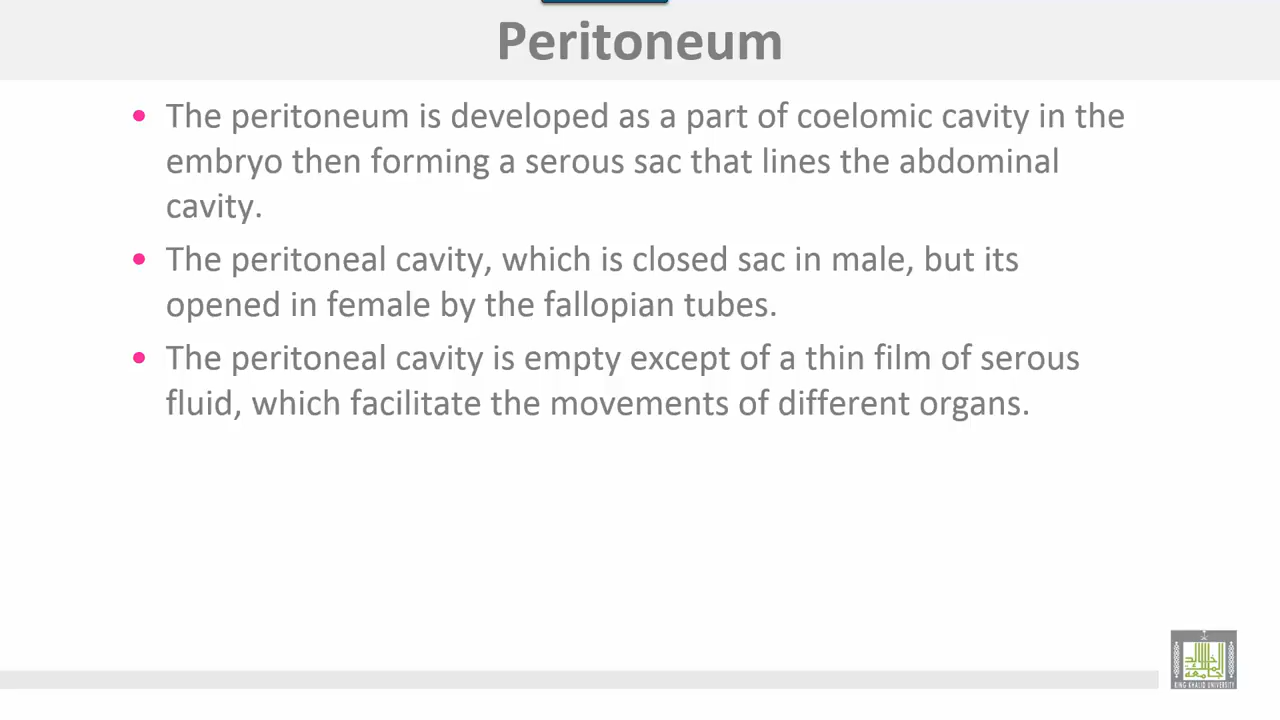 Peritoneum
• The peritoneum is developed as a part of coelomic cavity in the
embryo then forming a serous sac that lines the abdominal
cavity.
• The peritoneal cavity, which is closed sac in male, but its
opened in female by the fallopian tubes.
• The peritoneal cavity is empty except of a thin film of serous
fluid, which facilitate the movements of different organs.
KING KHALID UNIVERSITY